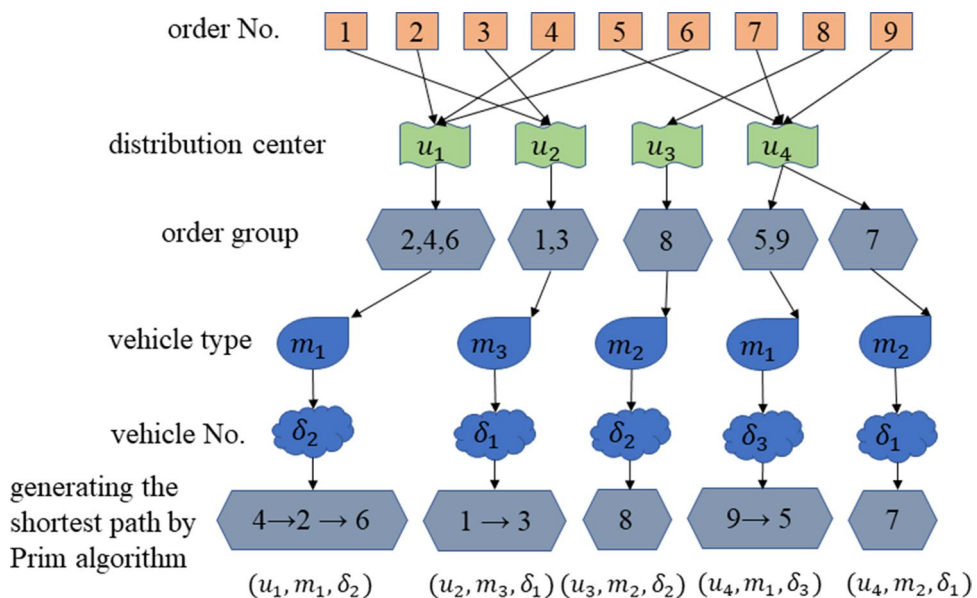 order No. 1 2 3 4 5 6 7 8 9
distribution center u₁ u₂ u₃ u₄
order group 2,4,6 1,3 8 5,9 7
vehicle type m₁ m₃ m₂ m₁ m₂
vehicle No. δ₂ δ₁ δ₂ δ₃ δ₁
generating the
shortest path by
Prim algorithm
4→2 → 6 1 → 3 8 9→ 5 7
(u₁, m₁, δ₂) (u₂, m₃, δ₁) (u₃, m₂, δ₂) (u₄, m₁, δ₃) (u₄, m₂, δ₁)